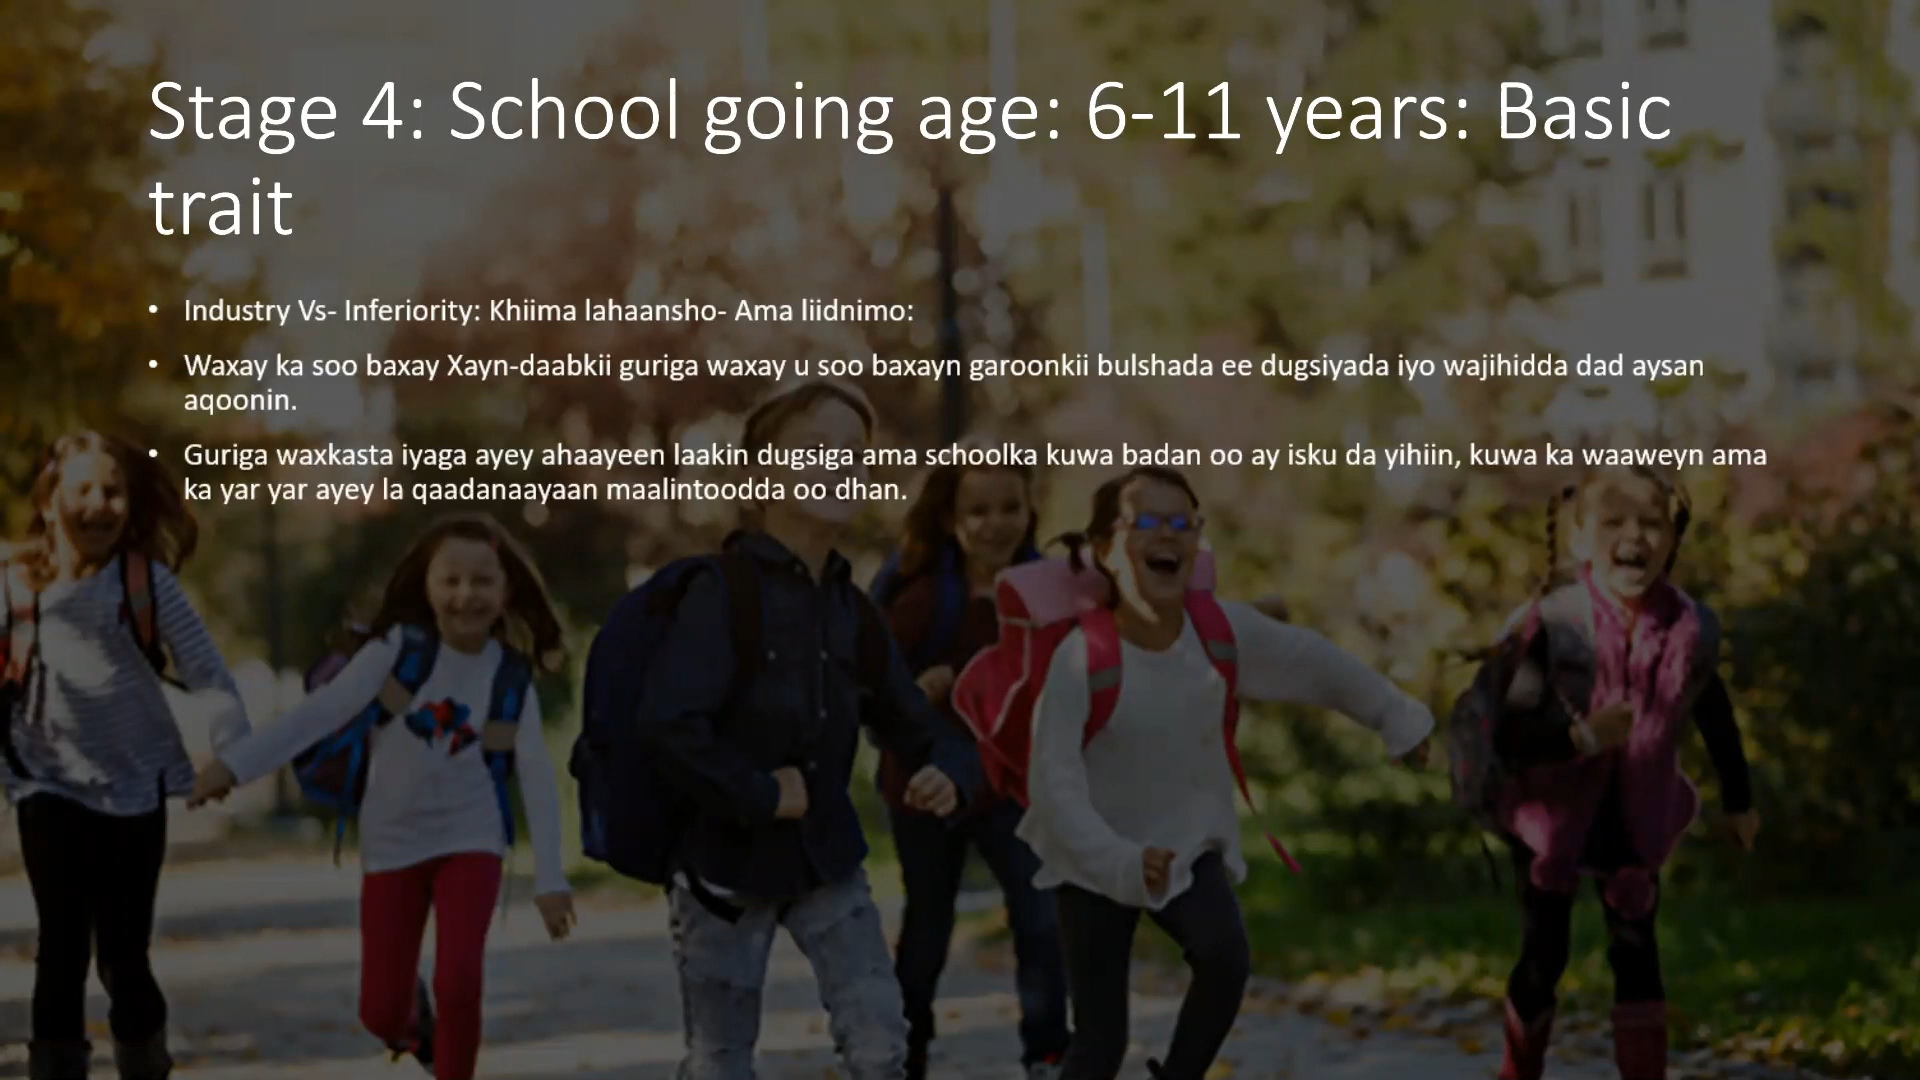 Stage 4: School going age: 6-11 years: Basic
trait
• Industry Vs- Inferiority: Khiima lahaansho- Ama liidnimo:
• Waxay ka soo baxay Xayn-daabkii guriga waxay u soo baxayn garoonkii bulshada ee dugsiyada iyo wajihidda dad aysan
aqoonin.
• Guriga waxkasta iyaga ayey ahaayeen laakin dugsiga ama schoolka kuwa badan oo ay isku da yihiin, kuwa ka waaweyn ama
ka yar yar ayey la qaadanaayaan maalintoodda oo dhan.